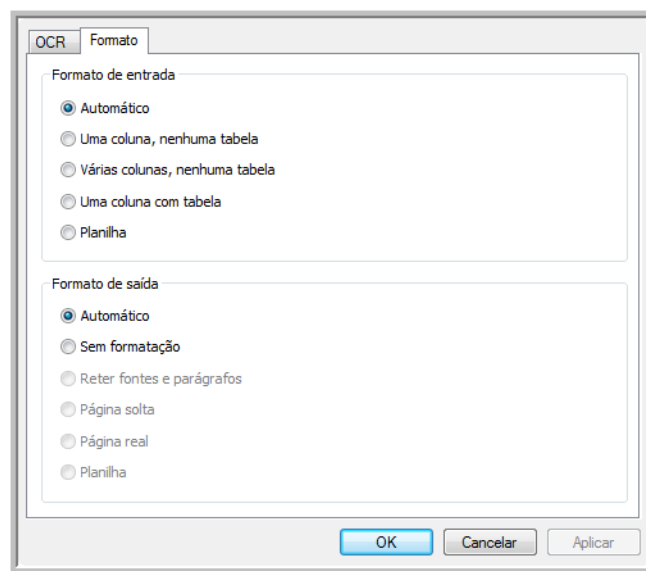 OCR Formato
Formato de entrada
Automático
Uma coluna, nenhuma tabela
Várias colunas, nenhuma tabela
Uma coluna com tabela
Planilha
Formato de saída
Automático
Sem formatação
Reter fontes e parágrafos
Página solta
Página real
Planilha
OK Cancelar Aplicar